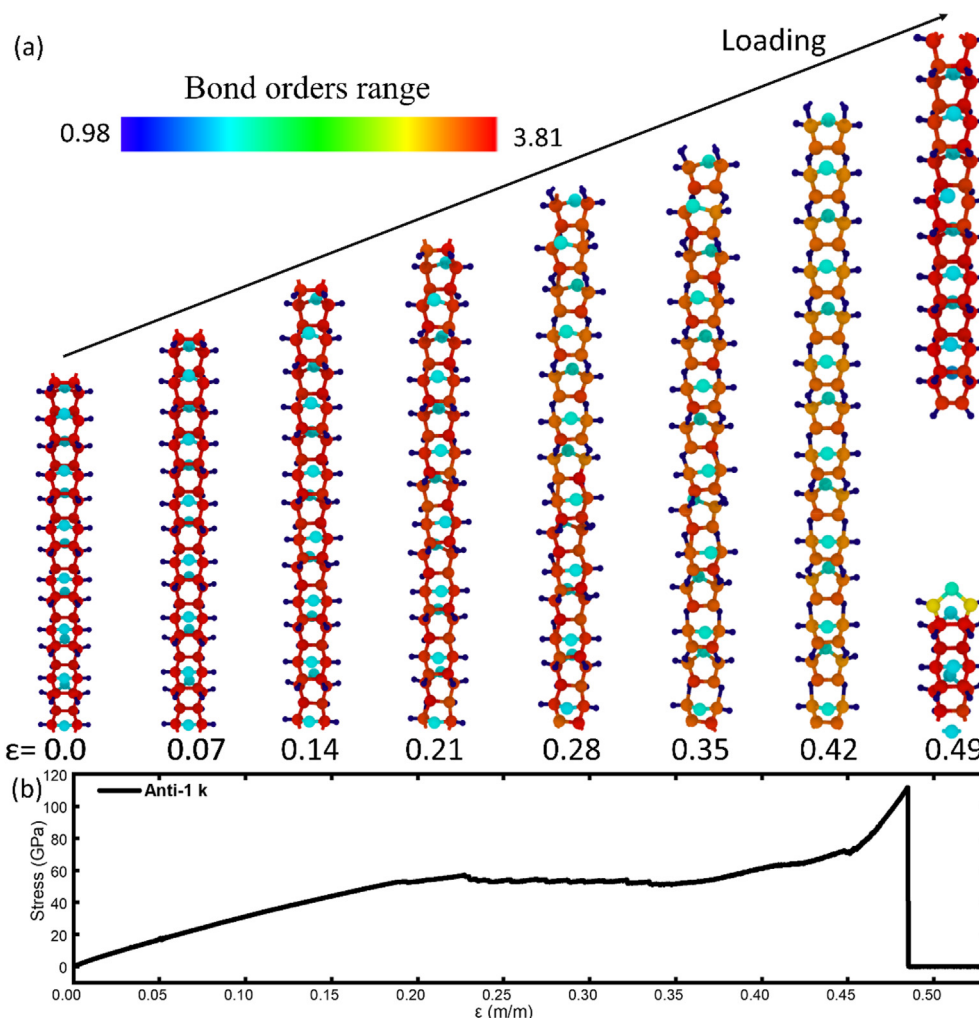 (a)
Loading
Bond orders range
0.98 3.81
ε= 0.0 0.07 0.14 0.21 0.28 0.35 0.42 0.49
(b)
Anti-1 k
Stress (GPa)
120
100
80
60
40
20
0
0.00 0.05 0.10 0.15 0.20 0.25 0.30 0.35 0.40 0.45 0.50
ε (m/m)